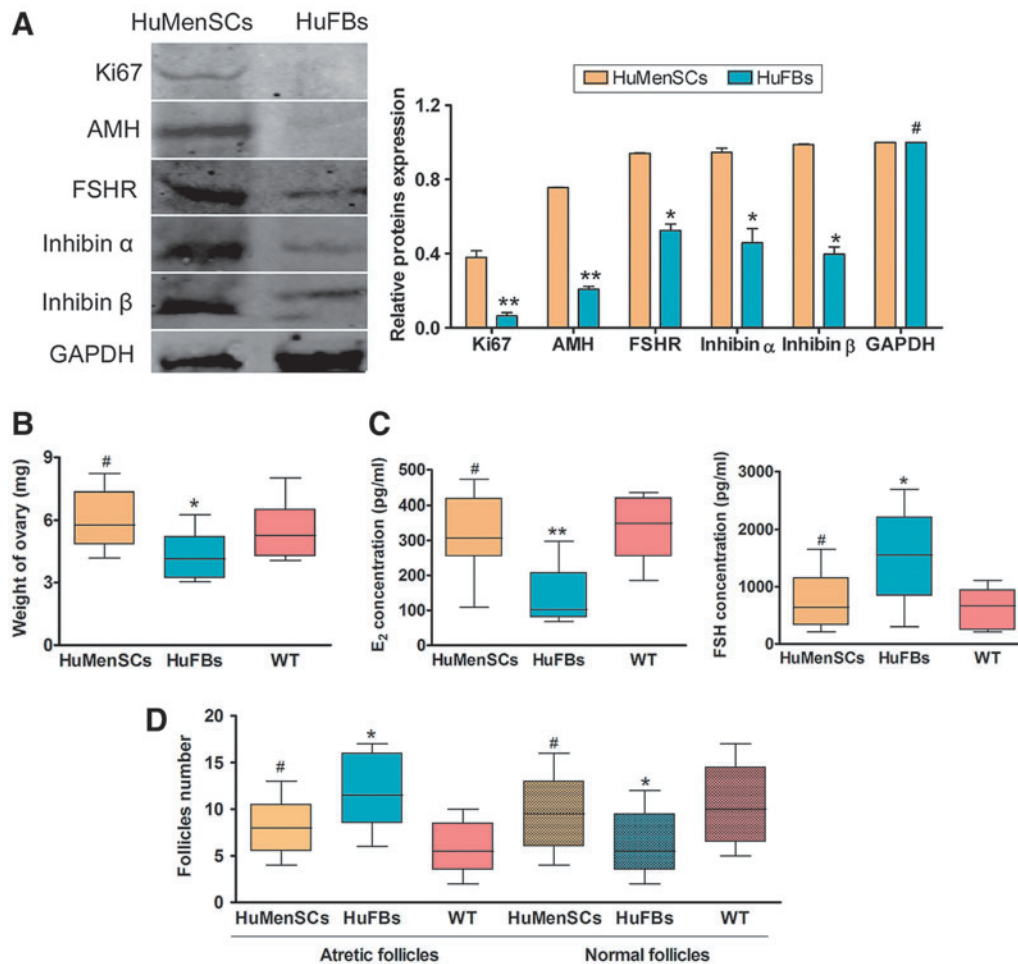 A
HuMenSCs HuFBs
Ki67
AMH
FSHR
Inhibin α
Inhibin β
GAPDH
HuMenSCs HuFBs
Relative proteins expression
1.2
0.8
0.4
0.0
** ** * * * #
Ki67 AMH FSHR Inhibin α Inhibin β GAPDH
B
Weight of ovary (mg)
9
6
3
0
# *
HuMenSCs HuFBs WT
C
E2 concentration (pg/ml)
500
400
300
200
100
0
# **
HuMenSCs HuFBs WT
FSH concentration (pg/ml)
3000
2000
1000
0
# *
HuMenSCs HuFBs WT
D
Follicles number
20
15
10
5
0
# * # *
HuMenSCs HuFBs WT HuMenSCs HuFBs WT
Atretic follicles Normal follicles